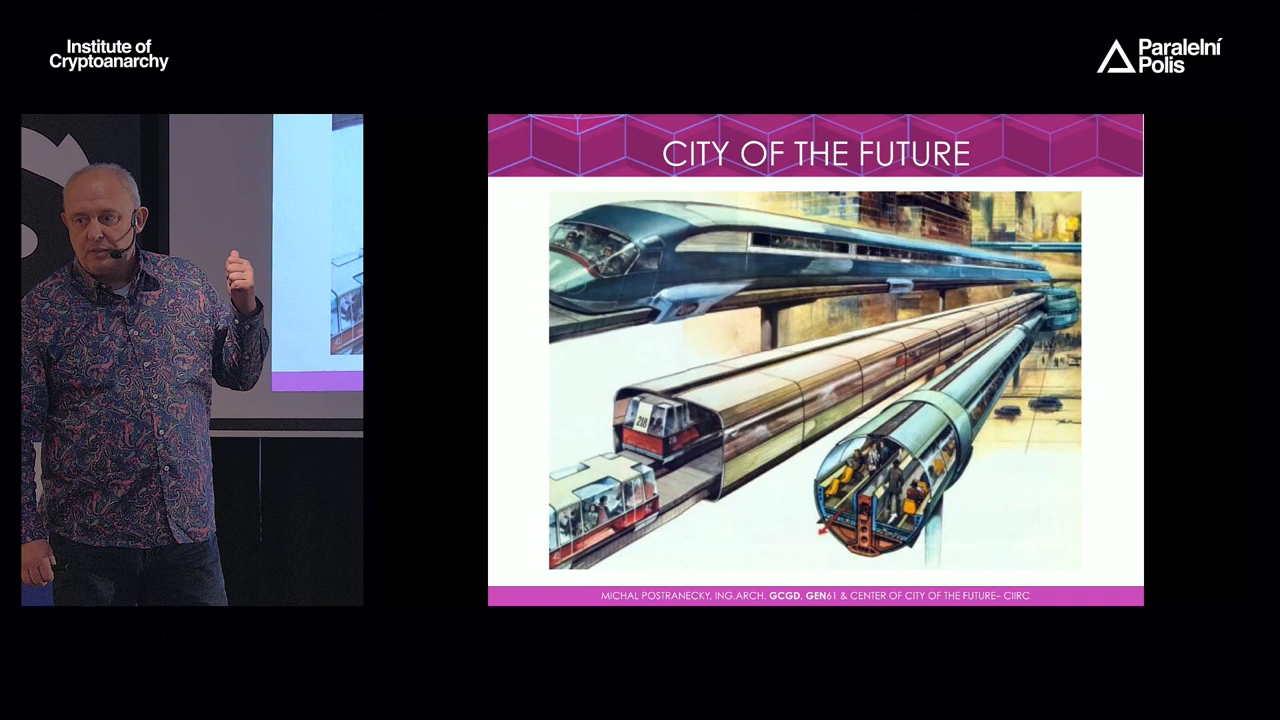 Institute of
Cryptoanarchy
Paralelní
Polis
CITY OF THE FUTURE
MICHAL POSTRANECKY, ING.ARCH. GCGD, GEN61 & CENTER OF CITY OF THE FUTURE– CIIRC